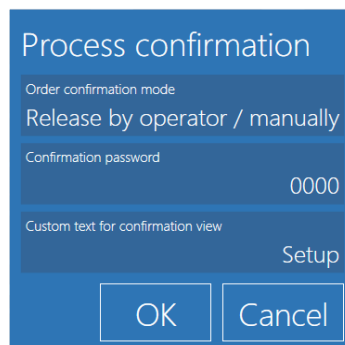 Process confirmation
Order confirmation mode
Release by operator / manually
Confirmation password
0000
Custom text for confirmation view
Setup
OK Cancel